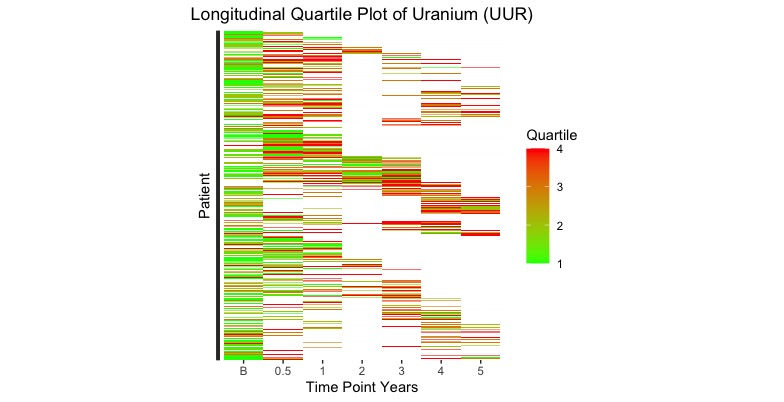 Longitudinal Quartile Plot of Uranium (UUR)
Patient
Quartile
4
3
2
1
B 0.5 1 2 3 4 5
Time Point Years